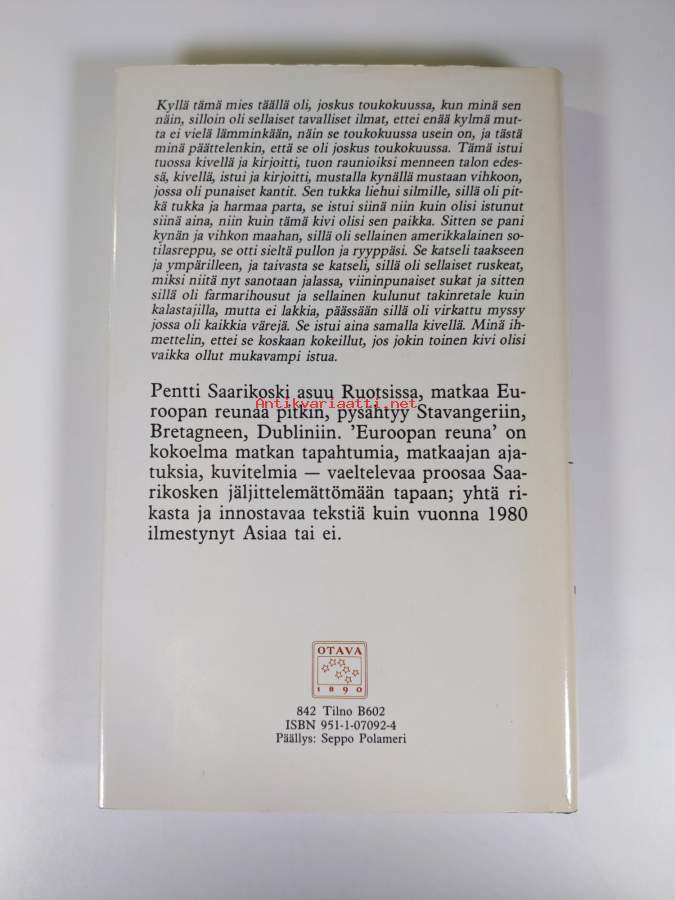 Kyllä tämä mies täällä oli, joskus toukokuussa, kun minä sen
näin, silloin oli sellaiset tavalliset ilmat, ettei enää kylmä mut-
ta ei vielä lämminkään, näin se toukokuussa usein on, ja tästä
minä päättelenkin, että se oli joskus toukokuussa. Tämä istui
tuossa kivellä ja kirjoitti, tuon raunioiksi menneen talon edes-
sä, kivellä, istui ja kirjoitti, mustalla kynällä mustaan vihkoon,
jossa oli punaiset kantit. Sen tukka liehui silmille, sillä oli pit-
kä tukka ja harmaa parta, se istui siinä niin kuin olisi istunut
siinä aina, niin kuin tämä kivi olisi sen paikka. Sitten se pani
kynän ja vihkon maahan, sillä oli sellainen amerikkalainen so-
tilasreppu, se otti sieltä pullon ja ryyppäsi. Se katseli taakseen
ja ympärilleen, ja taivasta se katseli, sillä oli sellaiset ruskeat,
miksi niitä nyt sanotaan jalassa, viininpunaiset sukat ja sitten
sillä oli farmarihousut ja sellainen kulunut takinretale kuin
kalastajilla, mutta ei lakkia, päässään sillä oli virkattu myssy
jossa oli kaikkia värejä. Se istui aina samalla kivellä. Minä ih-
mettelin, ettei se koskaan kokeillut, jos jokin toinen kivi olisi
vaikka ollut mukavampi istua.
Pentti Saarikoski asuu Ruotsissa, matkaa Eu-
roopan reunaa pitkin, pysähtyy Stavangeriin,
Antikvariaatti.net
Bretagneen, Dubliniin. 'Euroopan reuna' on
kokoelma matkan tapahtumia, matkaajan aja-
tuksia, kuvitelmia — vaeltelevaa proosaa Saa-
rikosken jäljittelemättömään tapaan; yhtä ri-
kasta ja innostavaa tekstiä kuin vuonna 1980
ilmestynyt Asiaa tai ei.
OTAVA
1890
842 Tilno B602
ISBN 951-1-07092-4
Päällys: Seppo Polameri